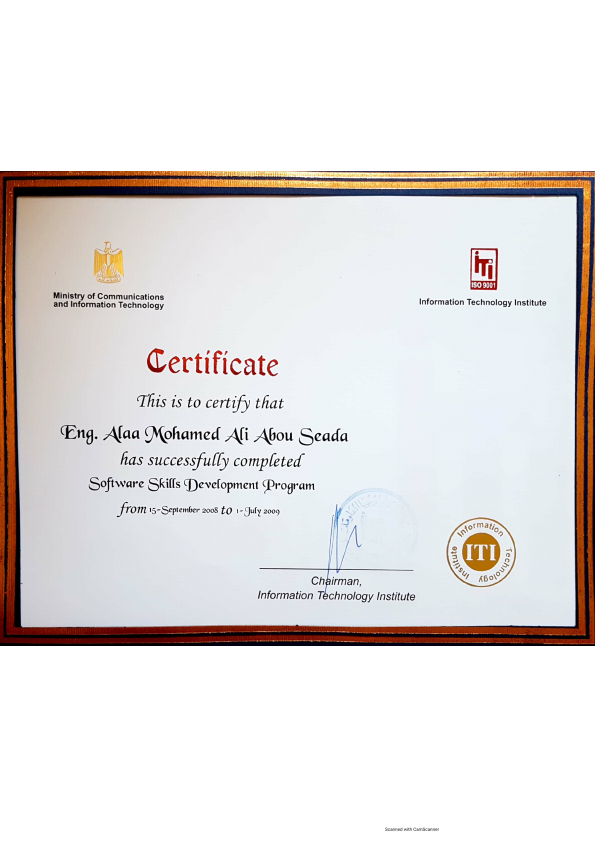 Ministry of Communications
and Information Technology
iTi
ISO 9001
Information Technology Institute
Certificate
This is to certify that
Eng. Alaa Mohamed Ali Abou Seada
has successfully completed
Software Skills Development Program
from 15-September 2008 to 1-July 2009
Chairman,
Information Technology Institute
Information Technology Institute
ITI
Scanned with CamScanner